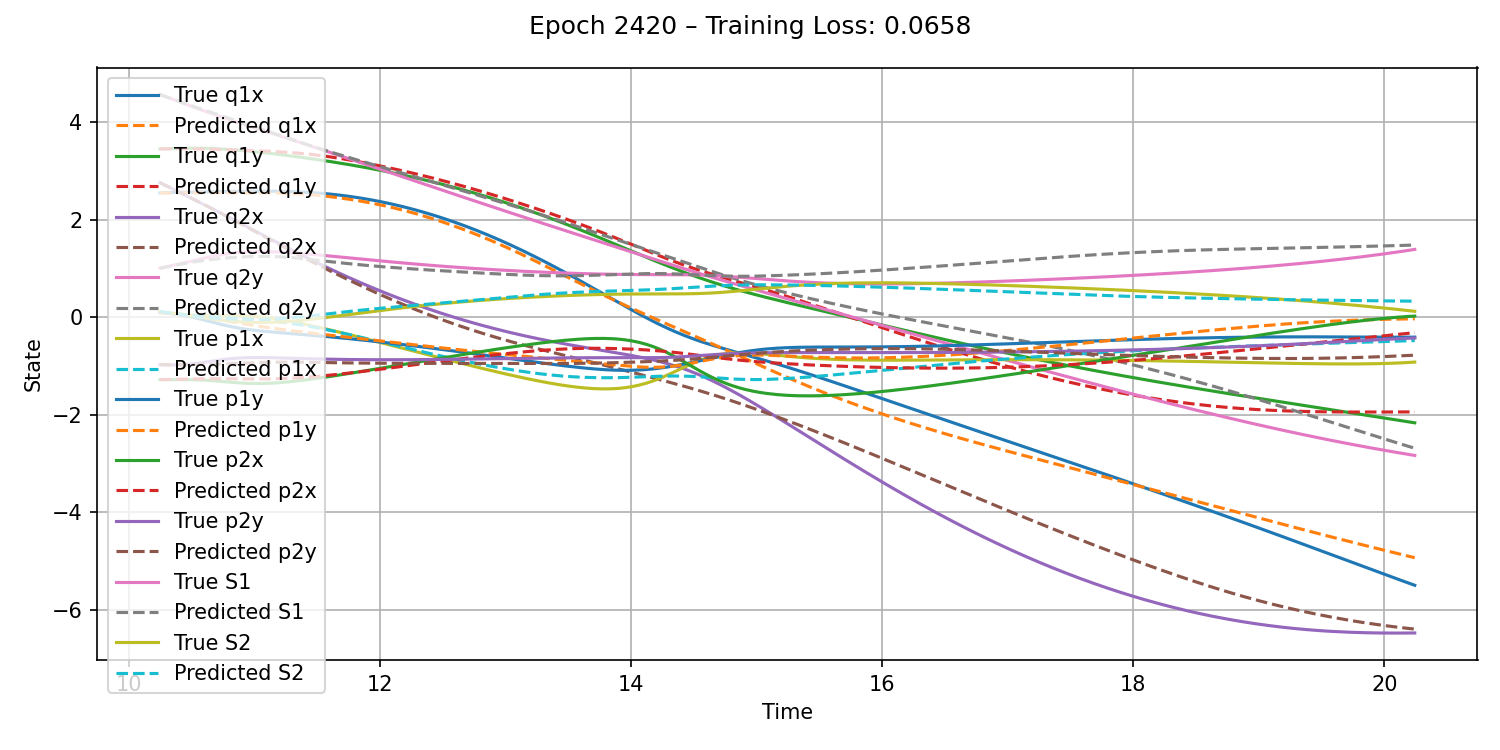 Epoch 2420 – Training Loss: 0.0658
State
4
2
0
−2
−4
−6
True q1x
Predicted q1x
True q1y
Predicted q1y
True q2x
Predicted q2x
True q2y
Predicted q2y
True p1x
Predicted p1x
True p1y
Predicted p1y
True p2x
Predicted p2x
True p2y
Predicted p2y
True S1
Predicted S1
True S2
Predicted S2
10 12 14 16 18 20
Time